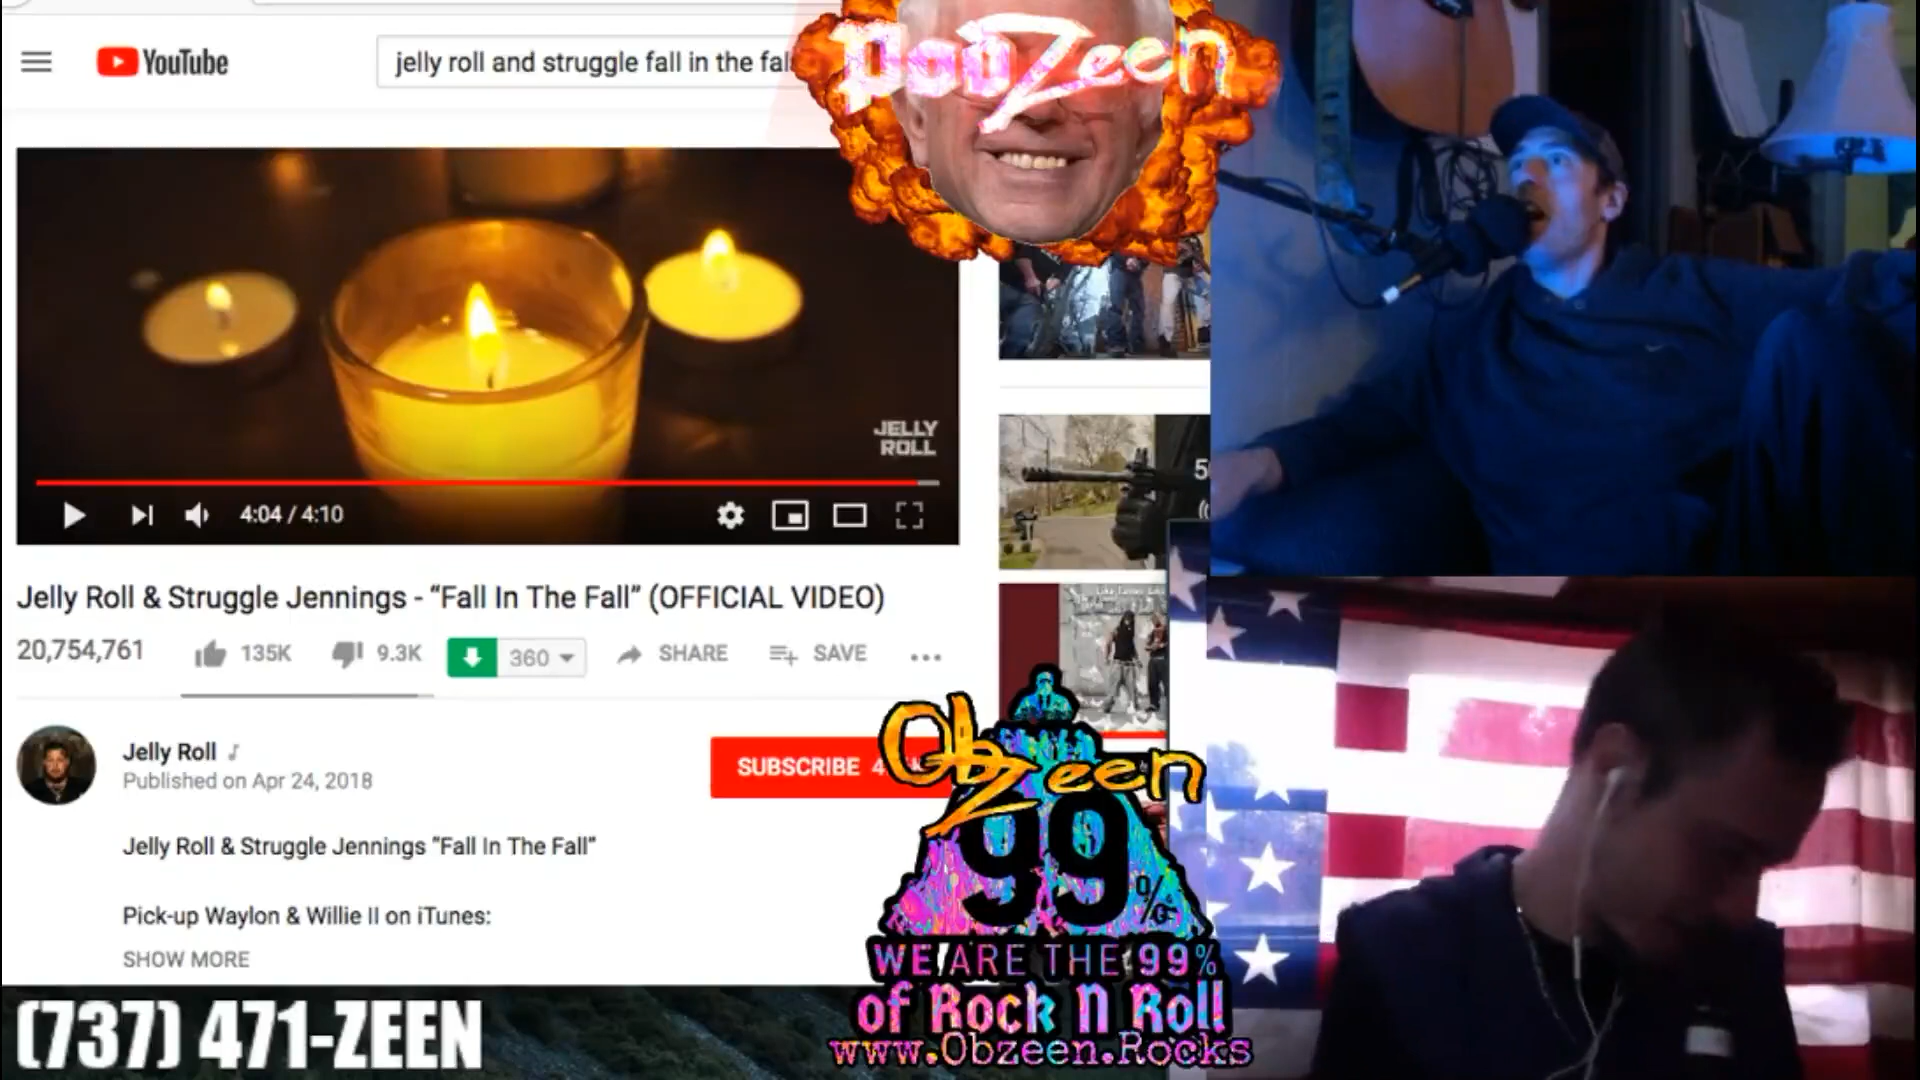 YouTube
jelly roll and struggle fall in the fal
PodZeen
JELLY
ROLL
4:04 / 4:10
Jelly Roll & Struggle Jennings - “Fall In The Fall” (OFFICIAL VIDEO)
20,754,761
135K
9.3K
360
SHARE
SAVE
Jelly Roll
Published on Apr 24, 2018
SUBSCRIBE
Jelly Roll & Struggle Jennings “Fall In The Fall”
Pick-up Waylon & Willie II on iTunes:
SHOW MORE
ObZeen
99%
WE ARE THE 99%
of Rock N Roll
www.Obzeen.Rocks
(737) 471-ZEEN